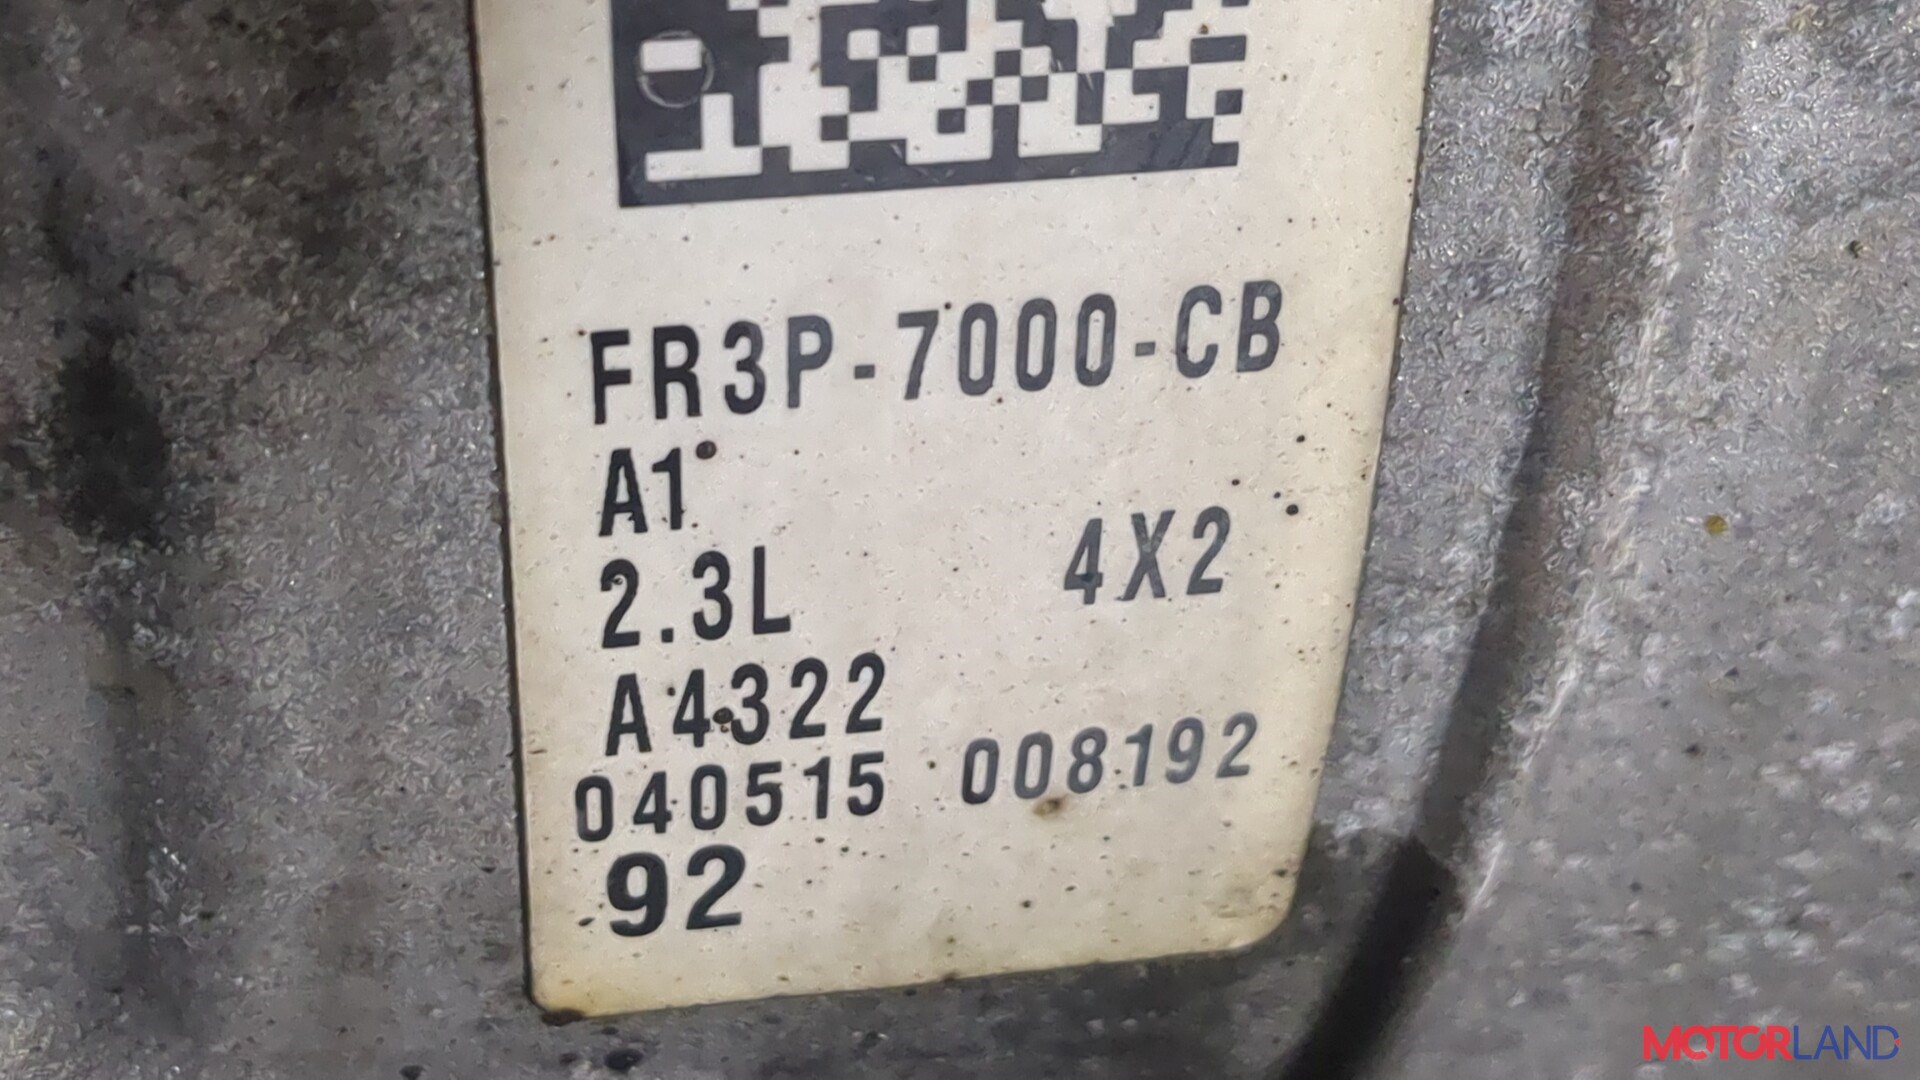 FR3P-7000-CB
A1
2.3L 4X2
A4322
040515 008192
92
MOTORLAND